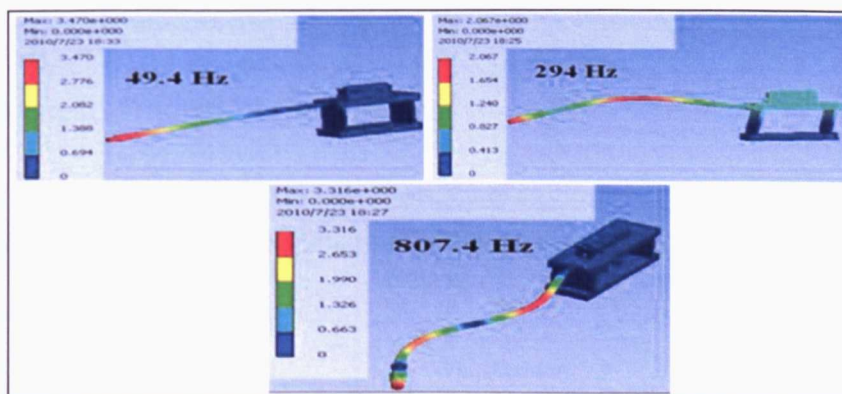 Max: 3.470e+000
Min: 0.000e+000
2010/7/23 18:33
3.470
2.776
2.082
1.388
0.694
0
49.4 Hz
Max: 2.067e+000
Min: 0.000e+000
2010/7/23 18:25
2.067
1.654
1.240
0.827
0.413
0
294 Hz
Max: 3.316e+000
Min: 0.000e+000
2010/7/23 18:27
3.316
2.653
1.990
1.326
0.663
0
807.4 Hz